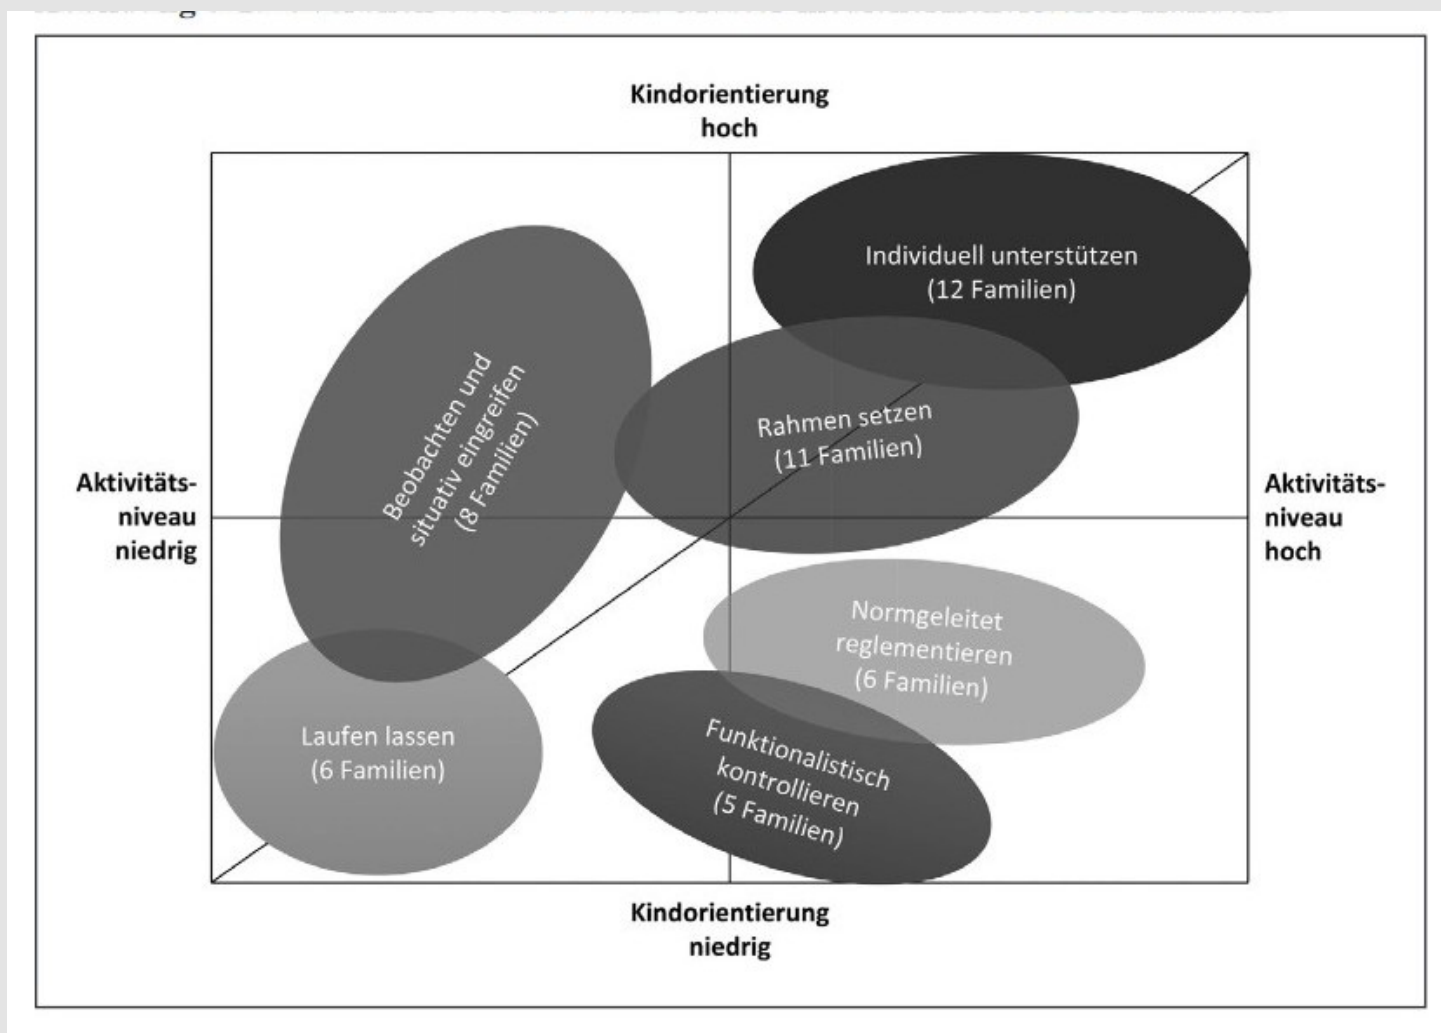 Kindorientierung
hoch
Individuell unterstützen
(12 Familien)
Beobachten und
situativ eingreifen
(8 Familien)
Rahmen setzen
(11 Familien)
Aktivitäts-
niveau
niedrig
Aktivitäts-
niveau
hoch
Normgeleitet
reglementieren
(6 Familien)
Laufen lassen
(6 Familien)
Funktionalistisch
kontrollieren
(5 Familien)
Kindorientierung
niedrig